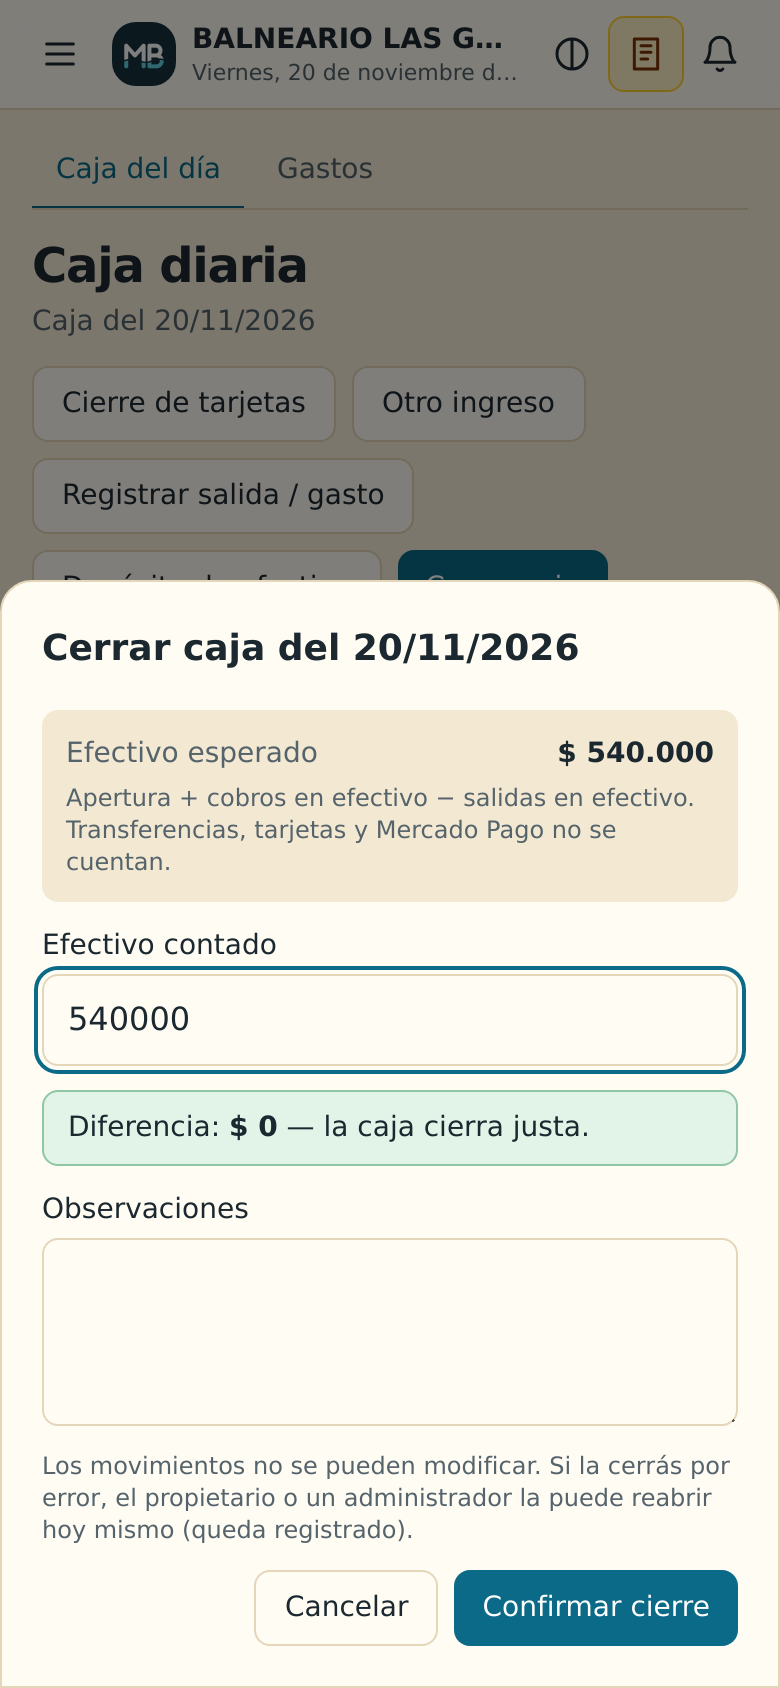 MB
BALNEARIO LAS G...
Viernes, 20 de noviembre d...
Caja del día
Gastos
Caja diaria
Caja del 20/11/2026
Cierre de tarjetas
Otro ingreso
Registrar salida / gasto
Cerrar caja del 20/11/2026
Efectivo esperado
$ 540.000
Apertura + cobros en efectivo − salidas en efectivo.
Transferencias, tarjetas y Mercado Pago no se
cuentan.
Efectivo contado
540000
Diferencia: $ 0 — la caja cierra justa.
Observaciones
Los movimientos no se pueden modificar. Si la cerrás por
error, el propietario o un administrador la puede reabrir
hoy mismo (queda registrado).
Cancelar
Confirmar cierre